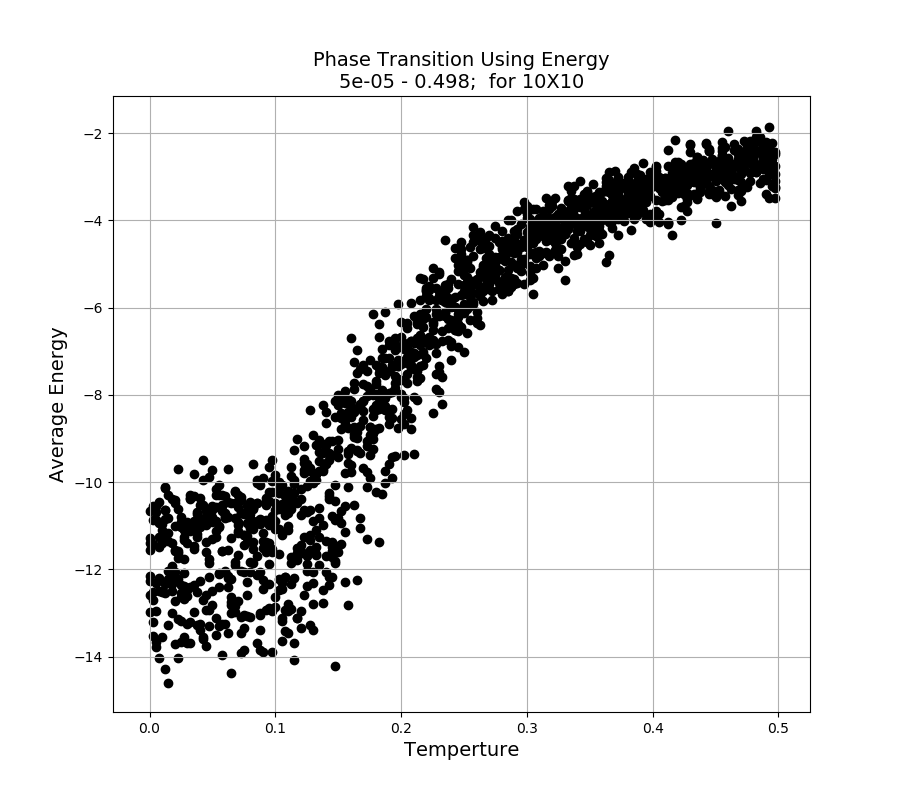 Phase Transition Using Energy
5e-05 - 0.498;  for 10X10
Average Energy
−2
−4
−6
−8
−10
−12
−14
0.0 0.1 0.2 0.3 0.4 0.5
Temperture